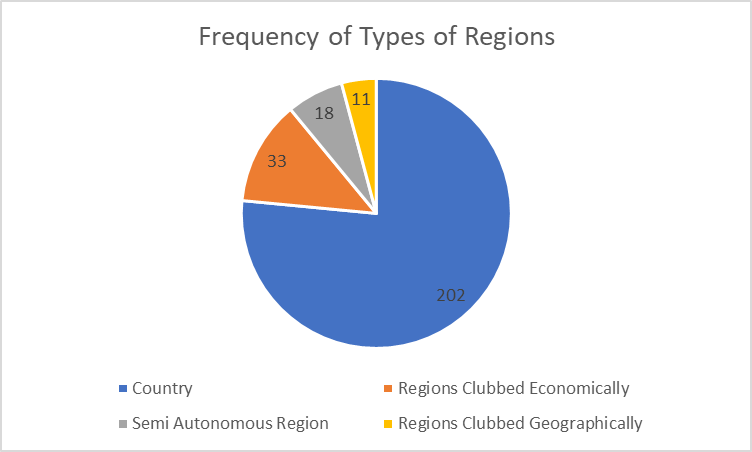 Frequency of Types of Regions
11
18
33
202
Country
Regions Clubbed Economically
Semi Autonomous Region
Regions Clubbed Geographically